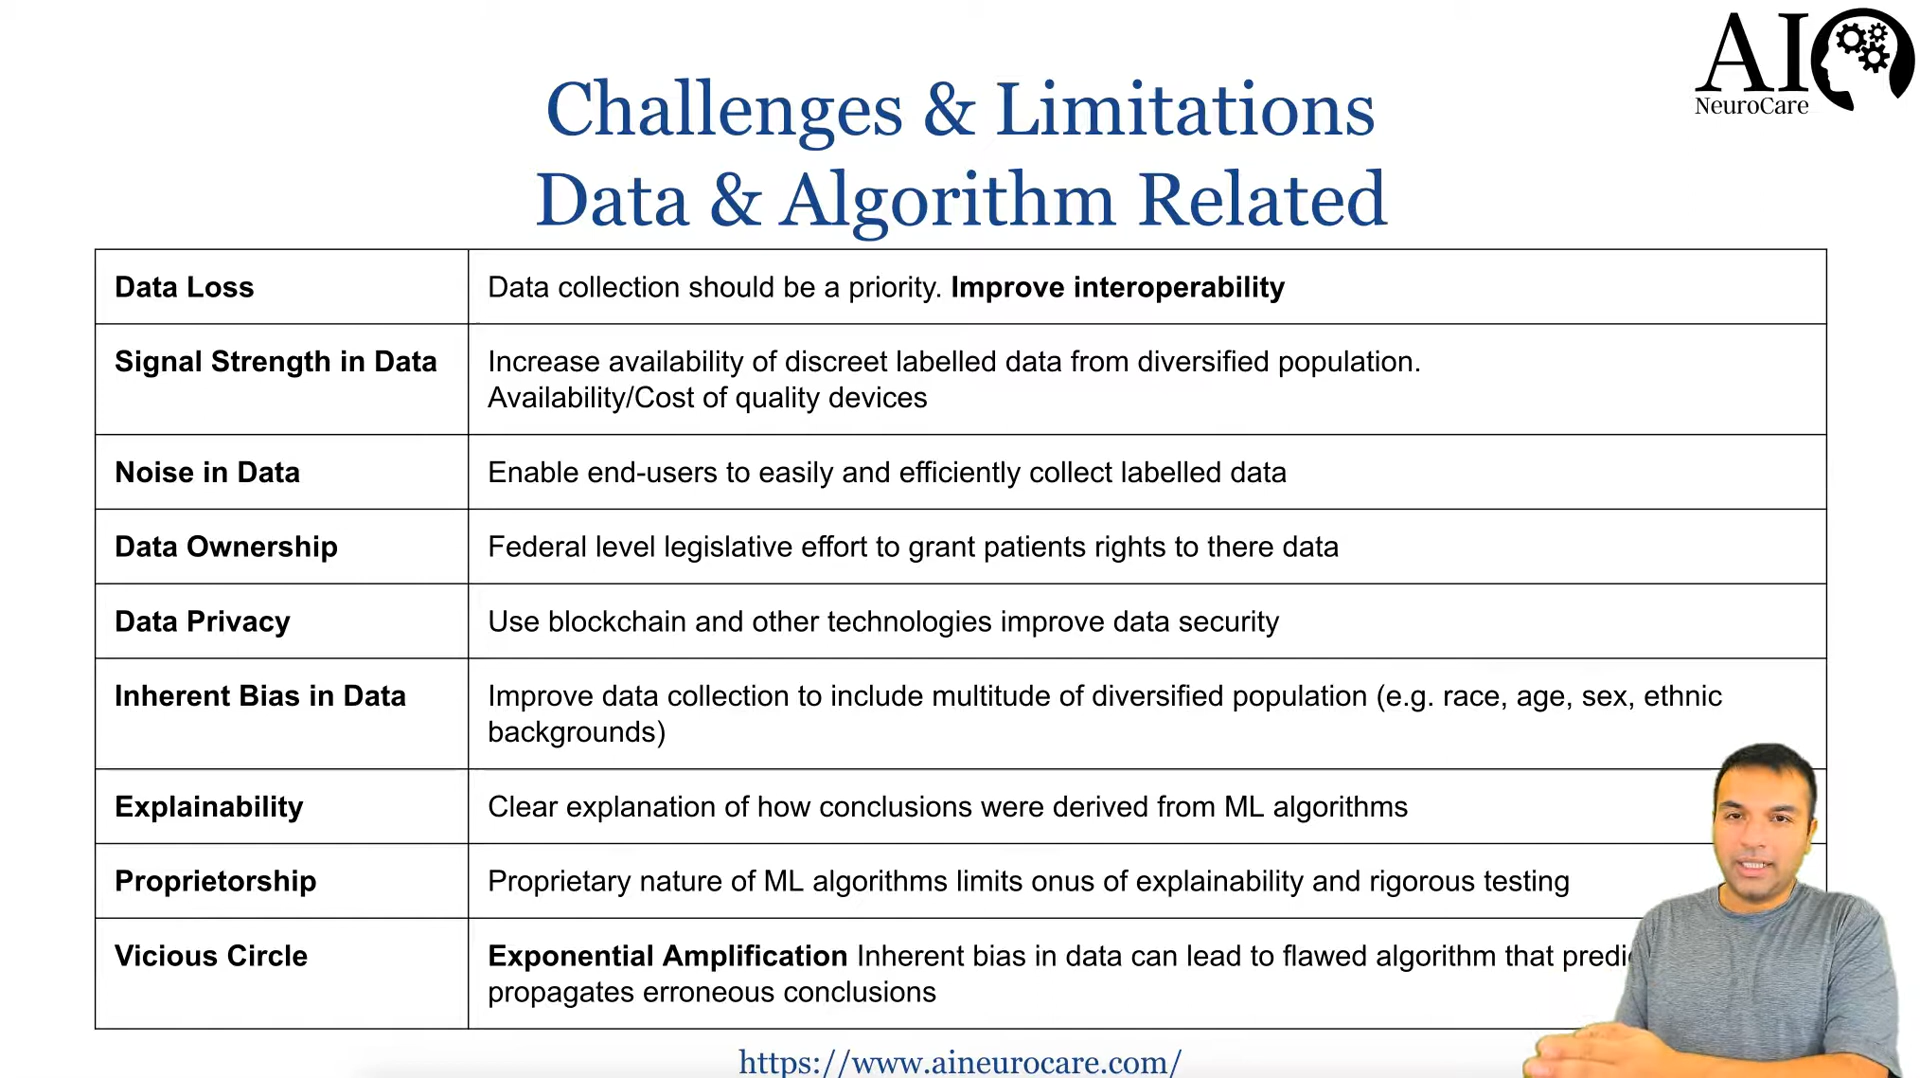 AI
NeuroCare
Challenges & Limitations
Data & Algorithm Related
Data Loss
Data collection should be a priority. Improve interoperability
Signal Strength in Data
Increase availability of discreet labelled data from diversified population.
Availability/Cost of quality devices
Noise in Data
Enable end-users to easily and efficiently collect labelled data
Data Ownership
Federal level legislative effort to grant patients rights to there data
Data Privacy
Use blockchain and other technologies improve data security
Inherent Bias in Data
Improve data collection to include multitude of diversified population (e.g. race, age, sex, ethnic
backgrounds)
Explainability
Clear explanation of how conclusions were derived from ML algorithms
Proprietorship
Proprietary nature of ML algorithms limits onus of explainability and rigorous testing
Vicious Circle
Exponential Amplification Inherent bias in data can lead to flawed algorithm that
propagates erroneous conclusions
https://www.aineurocare.com/